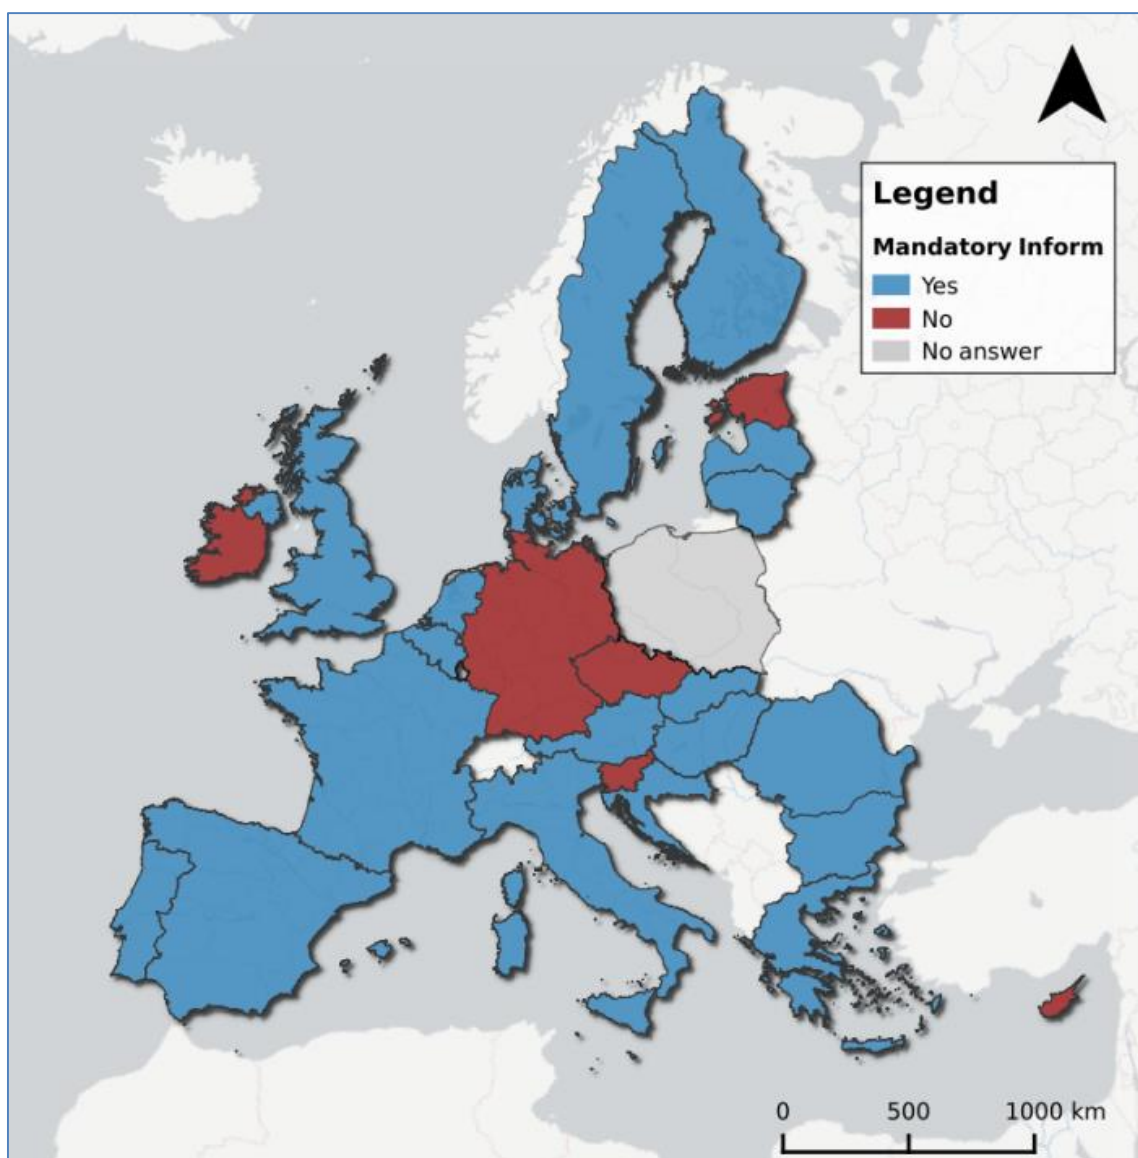 Legend
Mandatory Inform
Yes
No
No answer
0 500 1000 km